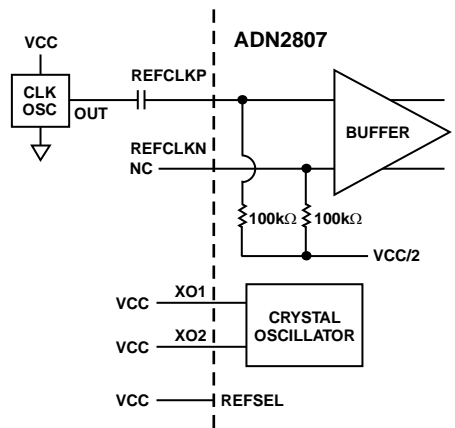 ADN2807
VCC
REFCLKP
CLK
OSC
OUT
BUFFER
REFCLKN
NC
100kΩ
100kΩ
VCC/2
VCC
XO1
CRYSTAL
OSCILLATOR
VCC
XO2
VCC
REFSEL